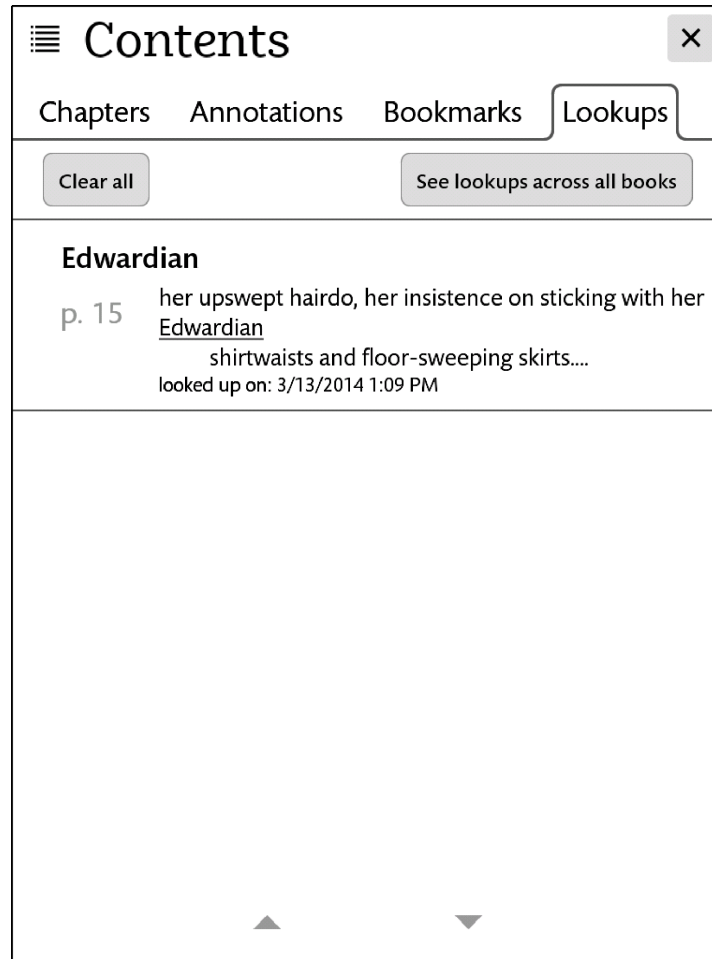 Contents
Chapters Annotations Bookmarks Lookups
Clear all See lookups across all books
Edwardian
p. 15
her upswept hairdo, her insistence on sticking with her
Edwardian
shirtwaists and floor-sweeping skirts....
looked up on: 3/13/2014 1:09 PM